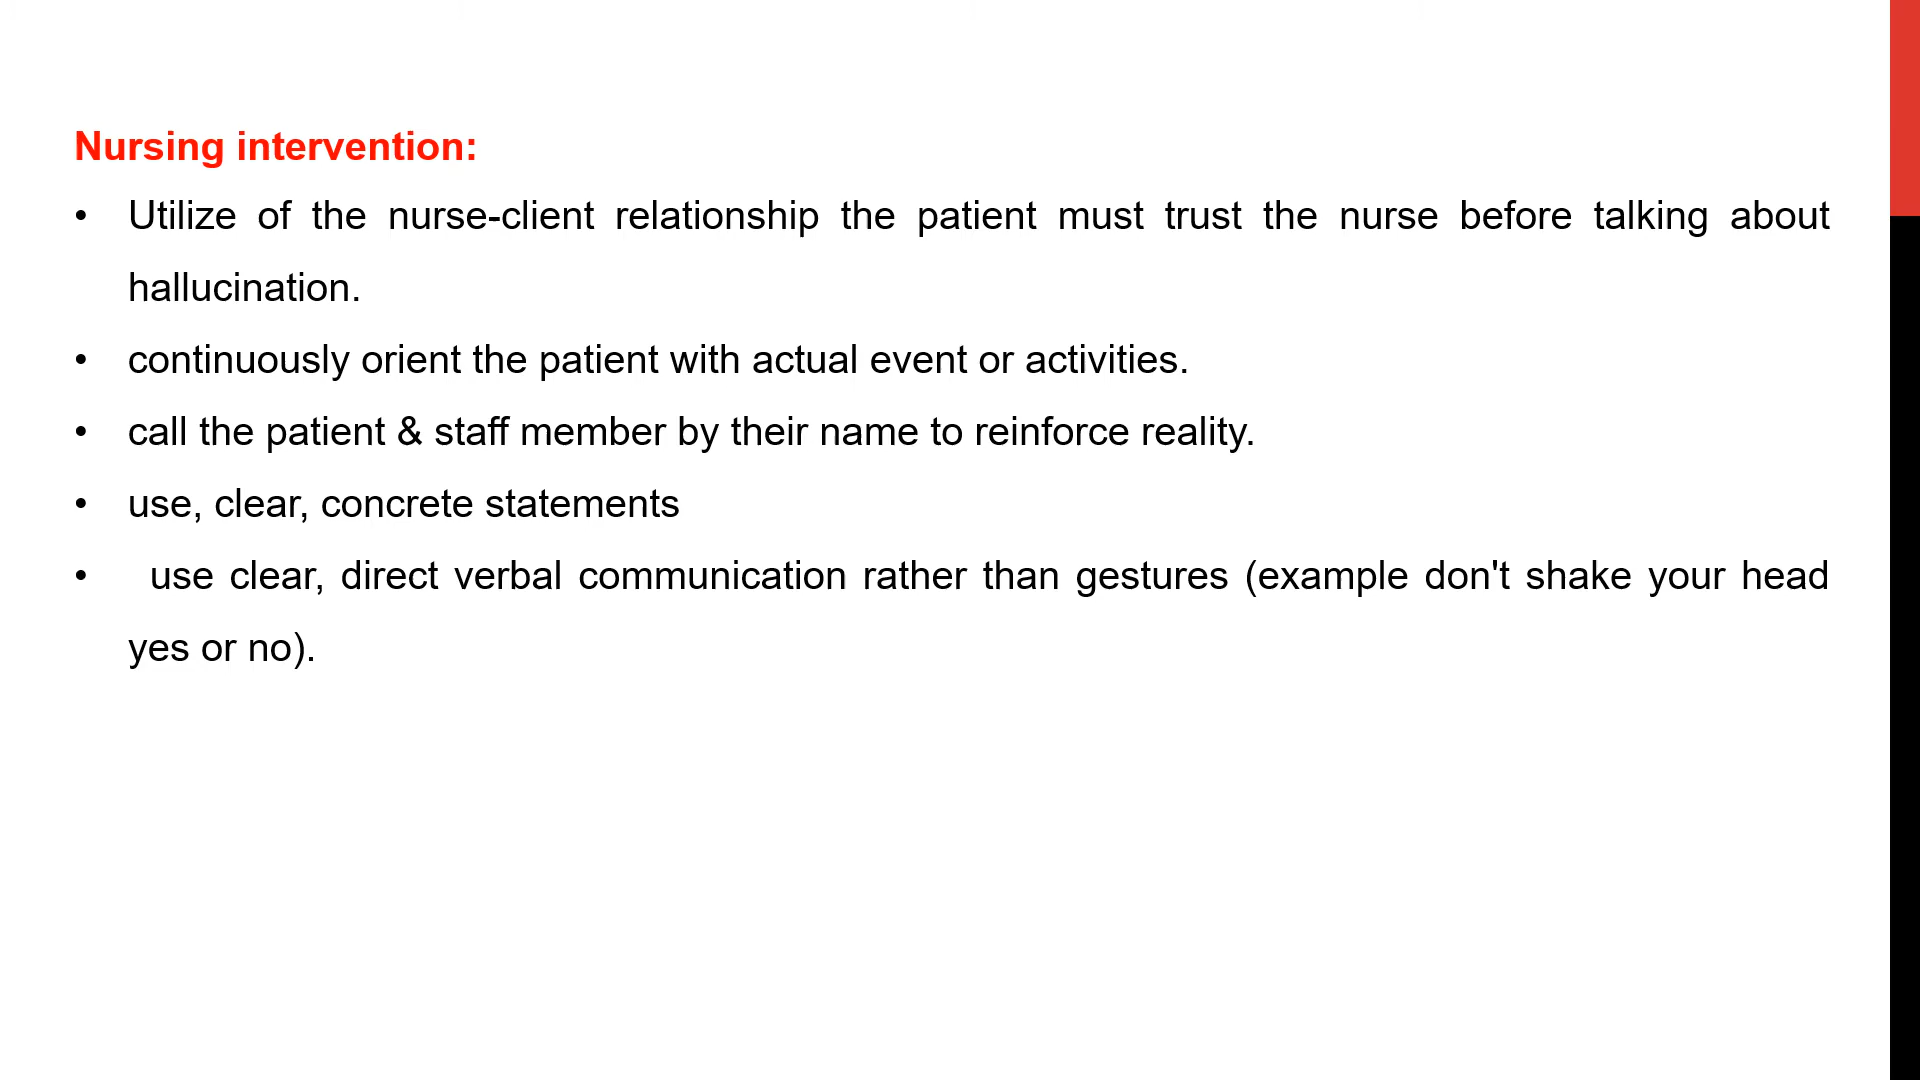 Nursing intervention:
• Utilize of the nurse-client relationship the patient must trust the nurse before talking about
hallucination.
• continuously orient the patient with actual event or activities.
• call the patient & staff member by their name to reinforce reality.
• use, clear, concrete statements
• use clear, direct verbal communication rather than gestures (example don't shake your head
yes or no).